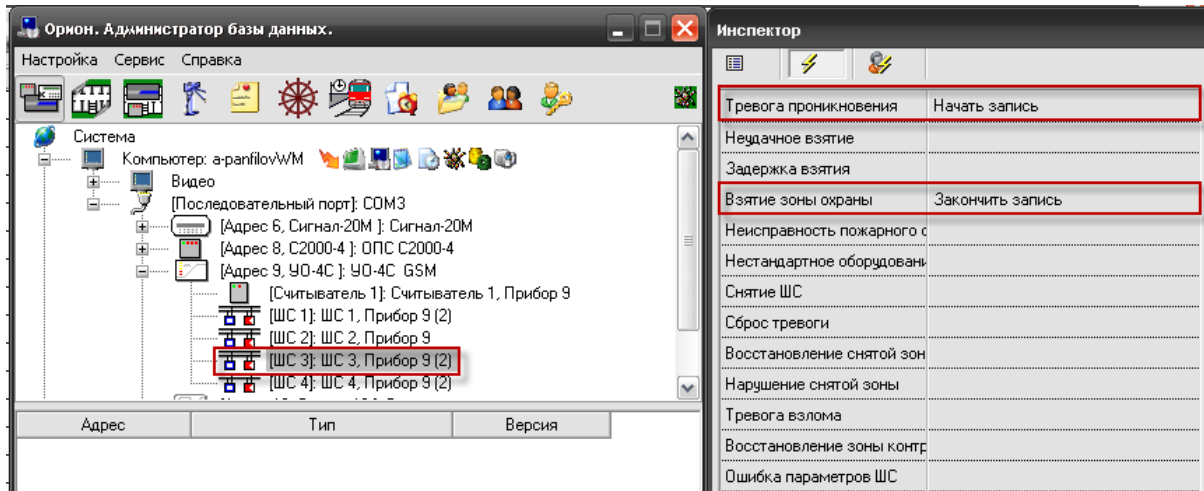 Орион. Администратор базы данных.
Настройка Сервис Справка
Система
Компьютер: a-panfilovWM
Видео
[Последовательный порт]: COM3
[Адрес 6, Сигнал-20М ]: Сигнал-20М
[Адрес 8, С2000-4 ]: ОПС С2000-4
[Адрес 9, УО-4С ]: УО-4С GSM
[Считыватель 1]: Считыватель 1, Прибор 9
[ШС 1]: ШС 1, Прибор 9 (2)
[ШС 2]: ШС 2, Прибор 9
[ШС 3]: ШС 3, Прибор 9 (2)
[ШС 4]: ШС 4, Прибор 9 (2)
Адрес Тип Версия
Инспектор
Тревога проникновения Начать запись
Неудачное взятие
Задержка взятия
Взятие зоны охраны Закончить запись
Неисправность пожарного о
Нестандартное оборудовани
Снятие ШС
Сброс тревоги
Восстановление снятой зон
Нарушение снятой зоны
Тревога взлома
Восстановление зоны контр
Ошибка параметров ШС